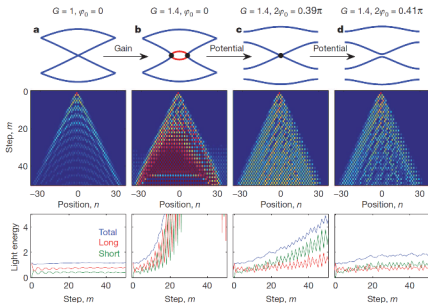 G = 1, φ₀ = 0
G = 1.4, φ₀ = 0
G = 1.4, 2φ₀ = 0.39π
G = 1.4, 2φ₀ = 0.41π
a
b
c
d
Gain
Potential
Potential
Step, m
0
20
40
−30
0
30
−30
0
30
−30
0
30
−30
0
30
Position, n
Position, n
Position, n
Position, n
Light energy
4
2
0
Total
Long
Short
0
20
40
0
20
40
0
20
40
0
20
40
Step, m
Step, m
Step, m
Step, m